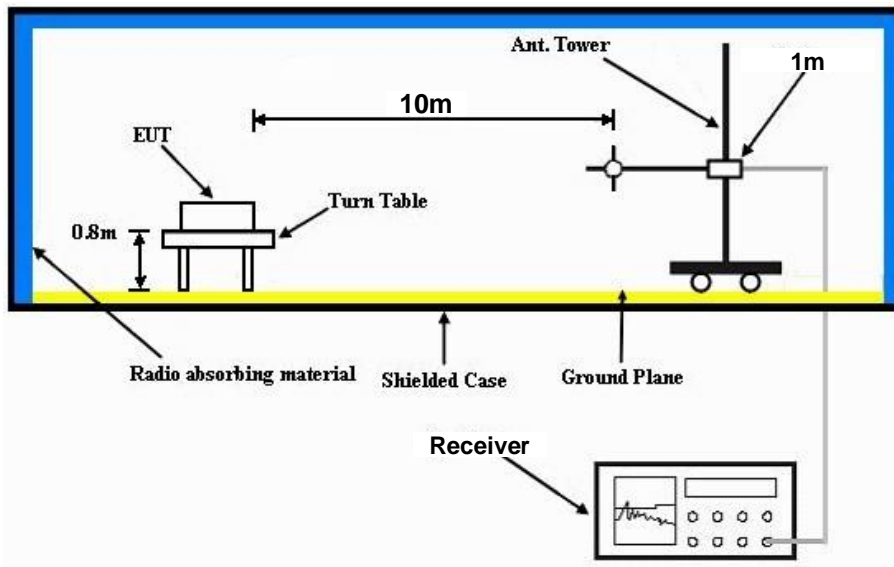 Ant. Tower
1m
10m
EUT
Turn Table
0.8m
Radio absorbing material
Shielded Case
Ground Plane
Receiver